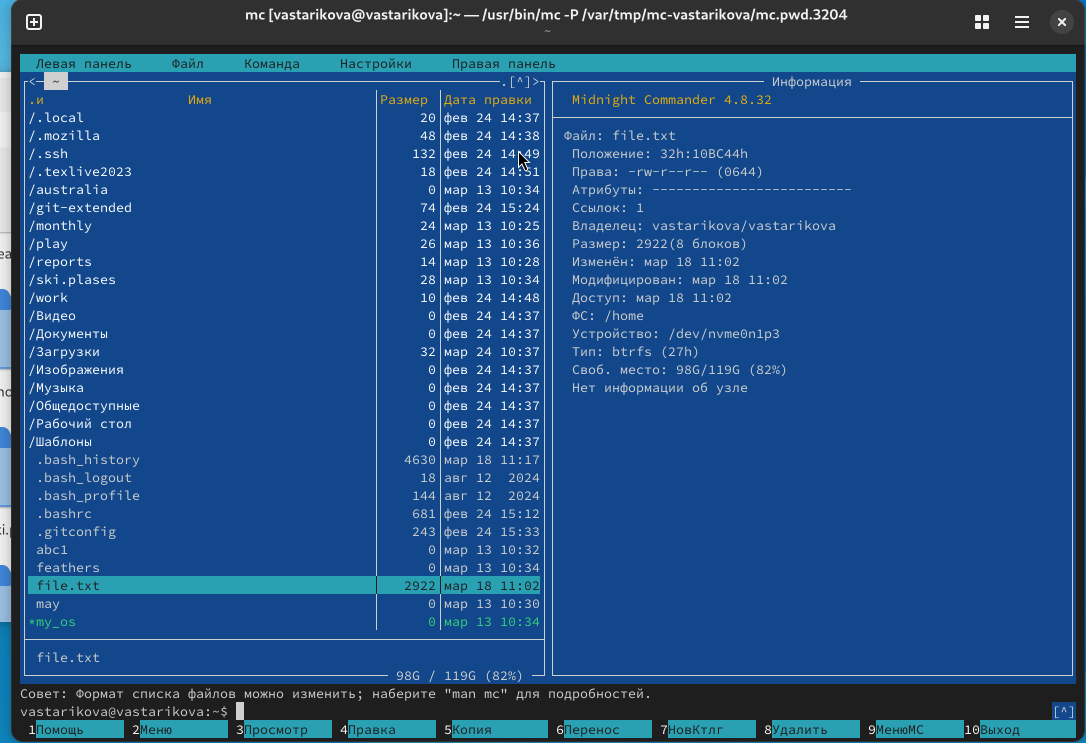 mc [vastarikova@vastarikova]:~ — /usr/bin/mc -P /var/tmp/mc-vastarikova/mc.pwd.3204
~
Левая панель Файл Команда Настройки Правая панель
<─ ~ .[^]>
.и Имя Размер Дата правки
/.local 20 фев 24 14:37
/.mozilla 48 фев 24 14:38
/.ssh 132 фев 24 14:49
/.texlive2023 18 фев 24 14:51
/australia 0 мар 13 10:34
/git-extended 74 фев 24 15:24
/monthly 24 мар 13 10:25
/play 26 мар 13 10:36
/reports 14 мар 13 10:28
/ski.plases 28 мар 13 10:34
/work 10 фев 24 14:48
/Видео 0 фев 24 14:37
/Документы 0 фев 24 14:37
/Загрузки 32 мар 24 10:37
/Изображения 0 фев 24 14:37
/Музыка 0 фев 24 14:37
/Общедоступные 0 фев 24 14:37
/Рабочий стол 0 фев 24 14:37
/Шаблоны 0 фев 24 14:37
.bash_history 4630 мар 18 11:17
.bash_logout 18 авг 12 2024
.bash_profile 144 авг 12 2024
.bashrc 681 фев 24 15:12
.gitconfig 243 фев 24 15:33
abc1 0 мар 13 10:32
feathers 0 мар 13 10:34
file.txt 2922 мар 18 11:02
may 0 мар 13 10:30
*my_os 0 мар 13 10:34
file.txt
98G / 119G (82%)
Информация
Midnight Commander 4.8.32
Файл: file.txt
Положение: 32h:10BC44h
Права: -rw-r--r-- (0644)
Атрибуты: -------------------------
Ссылок: 1
Владелец: vastarikova/vastarikova
Размер: 2922(8 блоков)
Изменён: мар 18 11:02
Модифицирован: мар 18 11:02
Доступ: мар 18 11:02
ФС: /home
Устройство: /dev/nvme0n1p3
Тип: btrfs (27h)
Своб. место: 98G/119G (82%)
Нет информации об узле
Совет: Формат списка файлов можно изменить; наберите "man mc" для подробностей.
vastarikova@vastarikova:~$ [^]
1Помощь 2Меню 3Просмотр 4Правка 5Копия 6Перенос 7НовКтлг 8Удалить 9МенюMC 10Выход